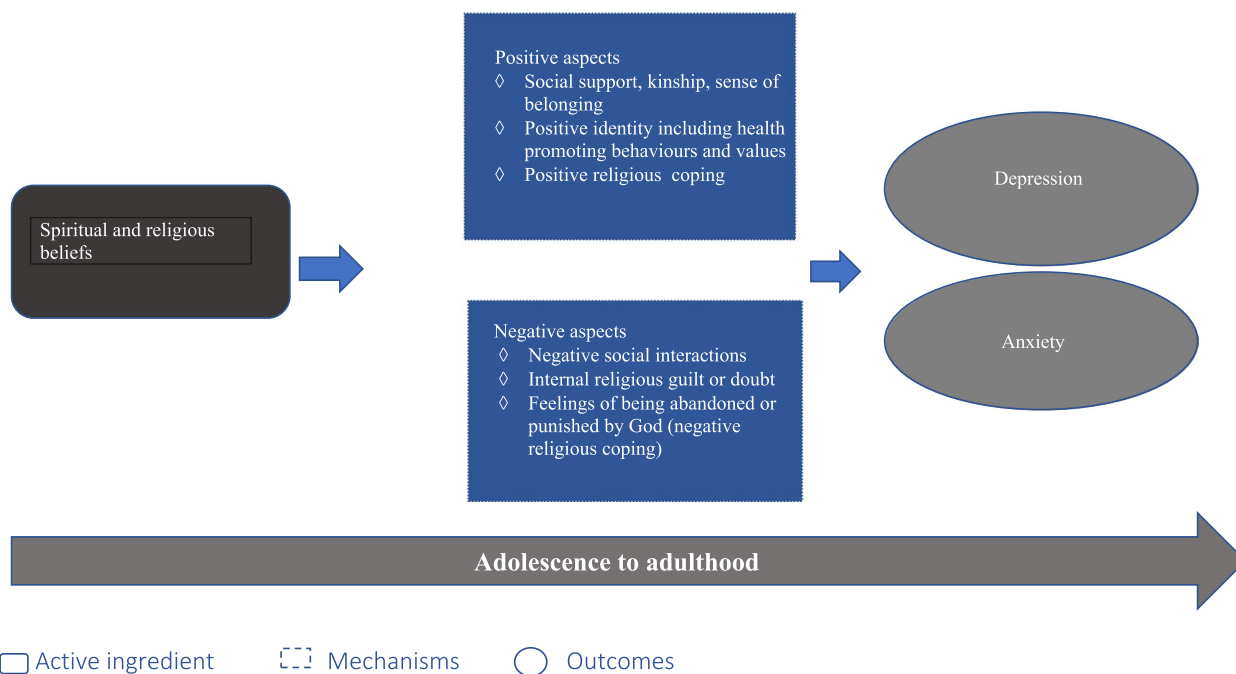 Spiritual and religious
beliefs
Positive aspects
◊ Social support, kinship, sense of
belonging
◊ Positive identity including health
promoting behaviours and values
◊ Positive religious coping
Negative aspects
◊ Negative social interactions
◊ Internal religious guilt or doubt
◊ Feelings of being abandoned or
punished by God (negative
religious coping)
Depression
Anxiety
Adolescence to adulthood
Active ingredient
Mechanisms
Outcomes